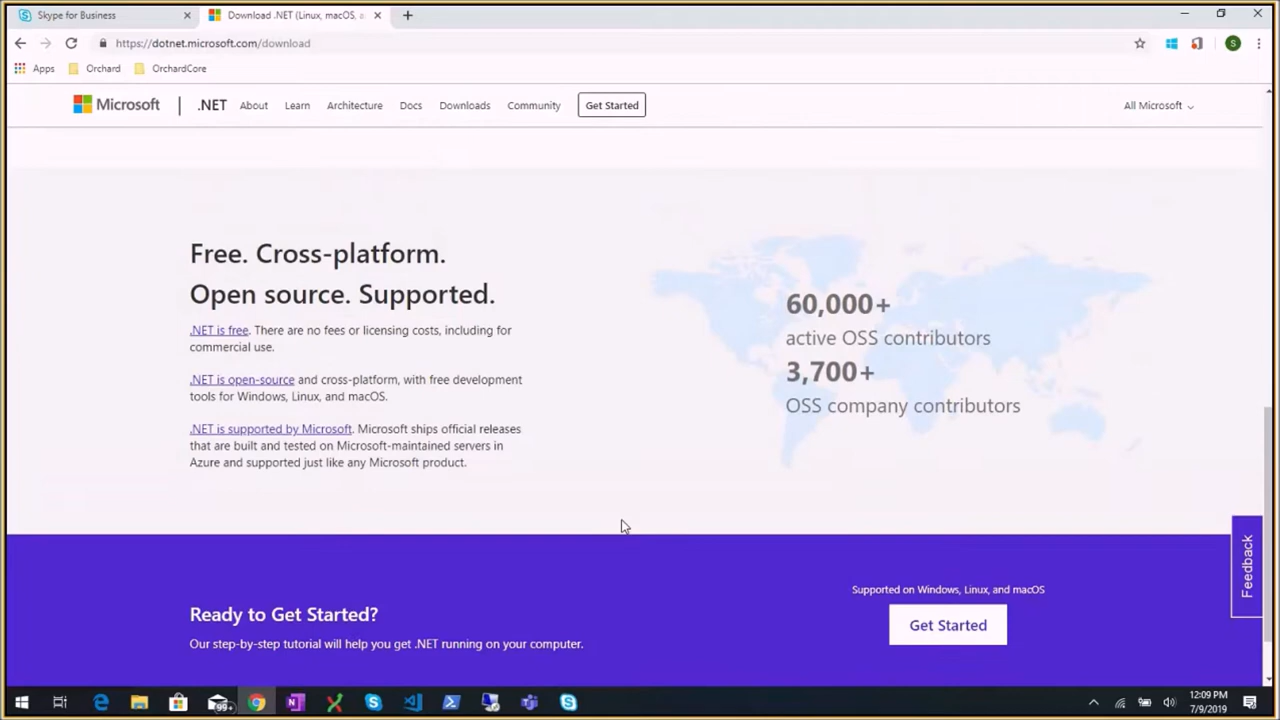 Skype for Business
Download .NET (Linux, macOS, a
https://dotnet.microsoft.com/download
S
Apps
Orchard
OrchardCore
Microsoft
.NET
About
Learn
Architecture
Docs
Downloads
Community
Get Started
All Microsoft
Free. Cross-platform.
Open source. Supported.
.NET is free. There are no fees or licensing costs, including for
commercial use.
.NET is open-source and cross-platform, with free development
tools for Windows, Linux, and macOS.
.NET is supported by Microsoft. Microsoft ships official releases
that are built and tested on Microsoft-maintained servers in
Azure and supported just like any Microsoft product.
60,000+
active OSS contributors
3,700+
OSS company contributors
Feedback
Ready to Get Started?
Our step-by-step tutorial will help you get .NET running on your computer.
Supported on Windows, Linux, and macOS
Get Started
99+
12:09 PM
7/9/2019